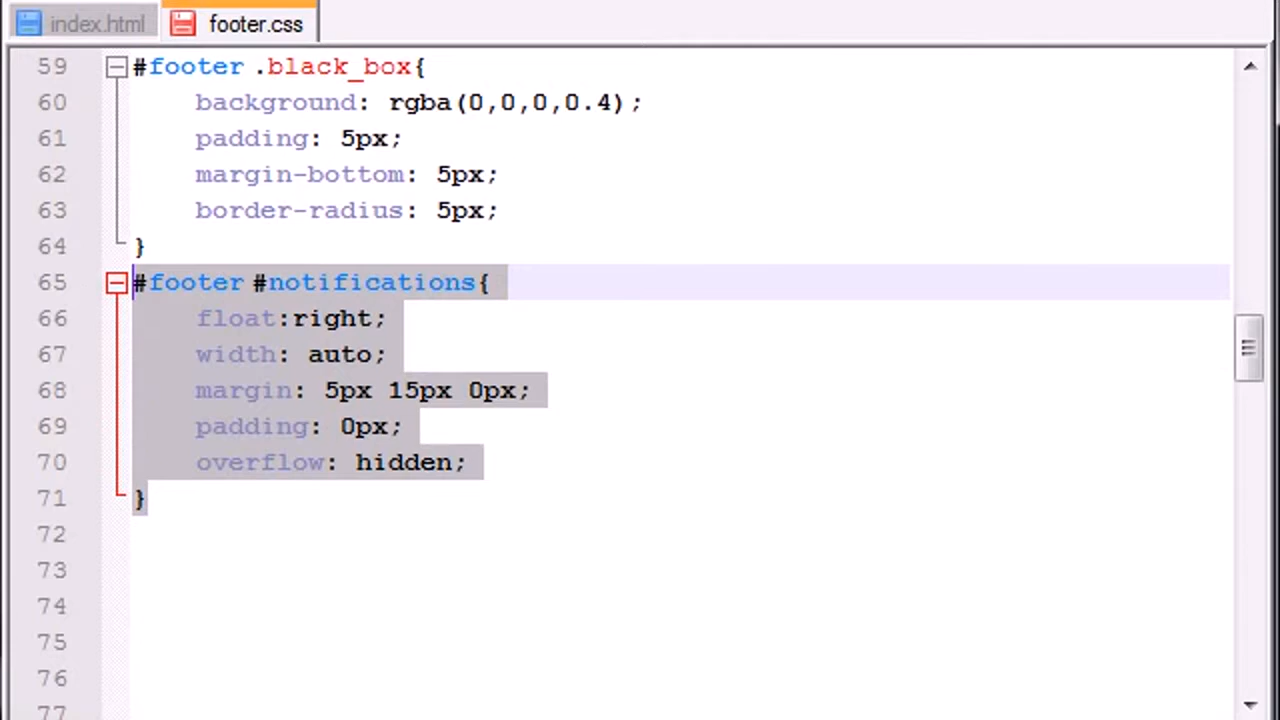 index.html footer.css
59 #footer .black_box{
60 background: rgba(0,0,0,0.4);
61 padding: 5px;
62 margin-bottom: 5px;
63 border-radius: 5px;
64 }
65 #footer #notifications{
66 float:right;
67 width: auto;
68 margin: 5px 15px 0px;
69 padding: 0px;
70 overflow: hidden;
71 }
72
73
74
75
76
77